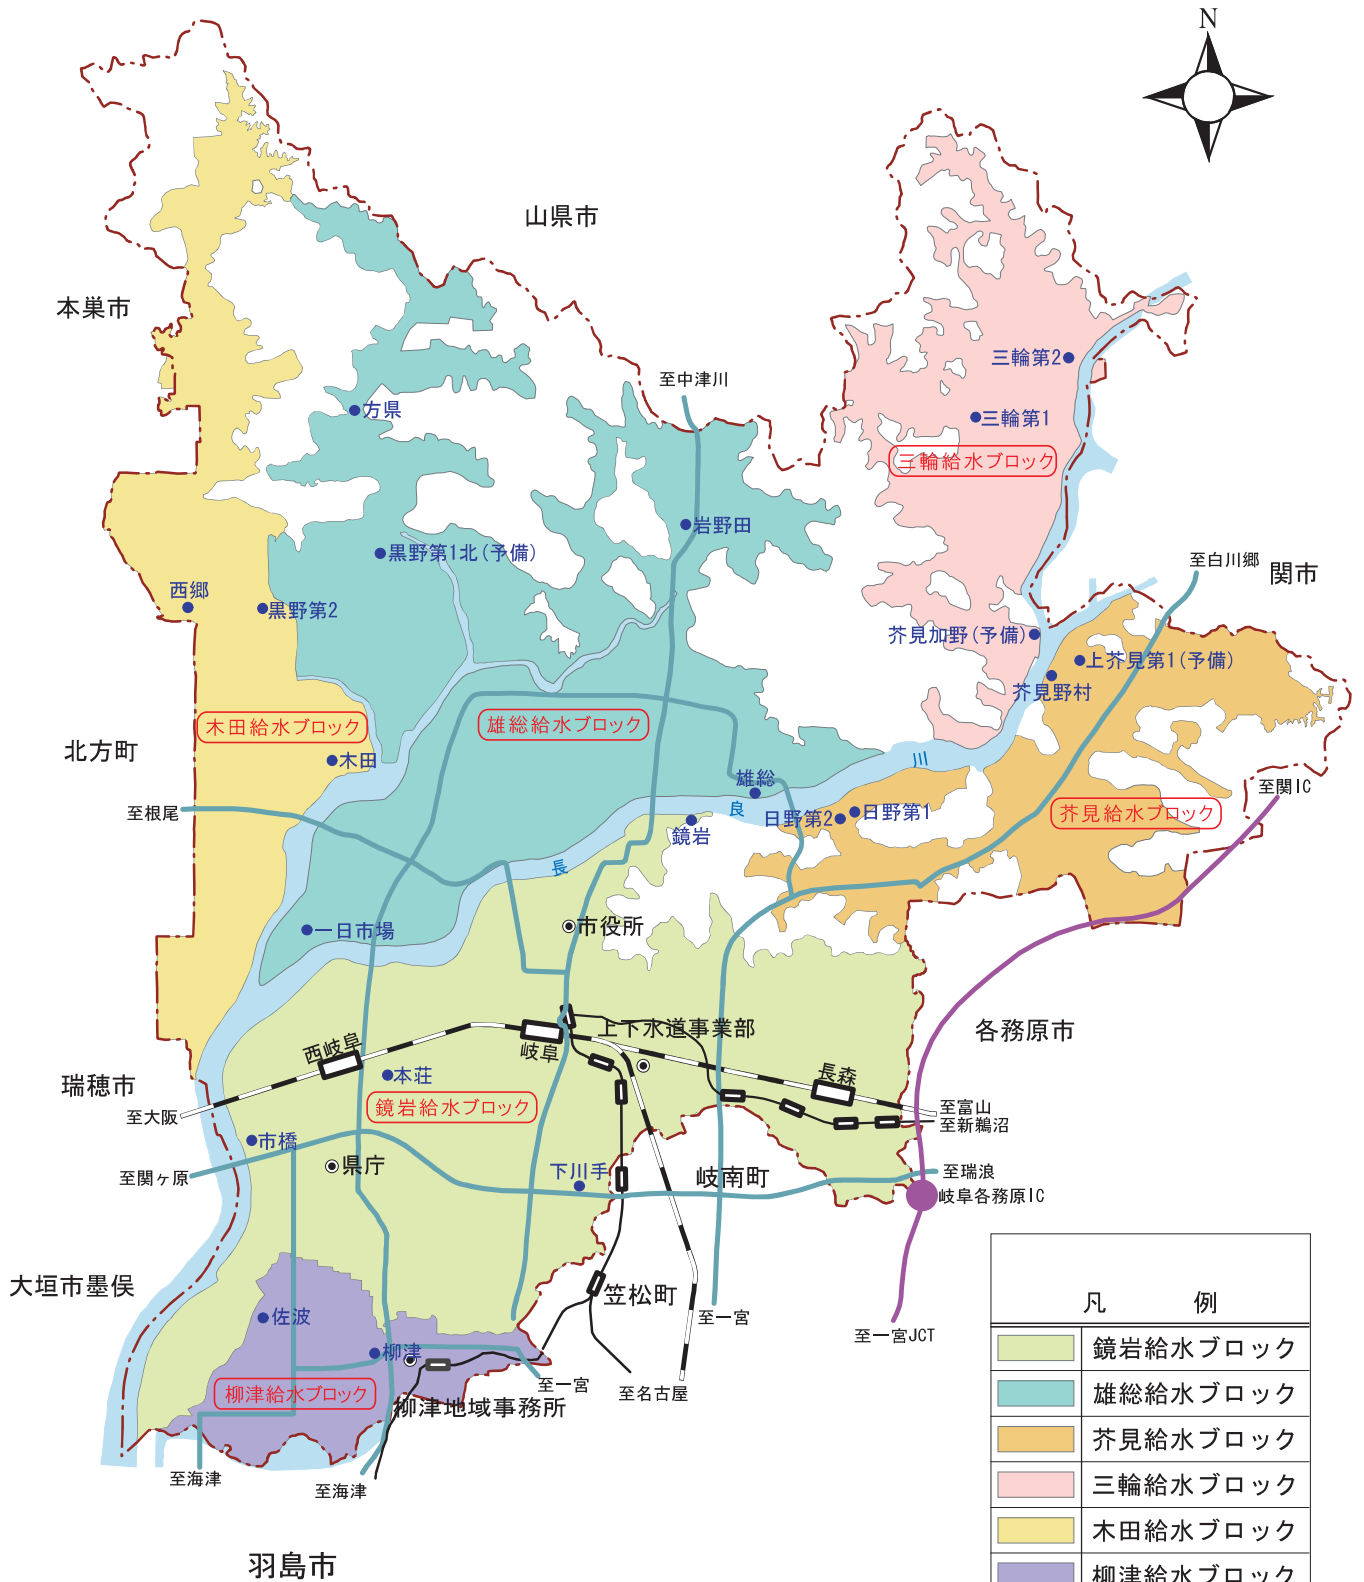 N
山県市
本巣市
至中津川
三輪第2
方県
三輪第1
三輪給水ブロック
岩野田
黒野第1北(予備)
至白川郷
関市
西郷
黒野第2
芥見加野(予備)
上芥見第1(予備)
芥見野村
木田給水ブロック
雄総給水ブロック
北方町
木田
川
雄総
至関IC
至根尾
良
日野第2
日野第1
芥見給水ブロック
鏡岩
長
一日市場
市役所
上下水道事業部
各務原市
西岐阜
岐阜
本荘
長森
瑞穂市
鏡岩給水ブロック
至大阪
至富山
至新鵜沼
市橋
県庁
至関ヶ原
下川手
岐南町
至瑞浪
岐阜各務原IC
大垣市墨俣
笠松町
佐波
至一宮
至一宮JCT
柳津
柳津給水ブロック
至一宮
至名古屋
柳津地域事務所
至海津
至海津
羽島市
凡例
鏡岩給水ブロック
雄総給水ブロック
芥見給水ブロック
三輪給水ブロック
木田給水ブロック
柳津給水ブロック